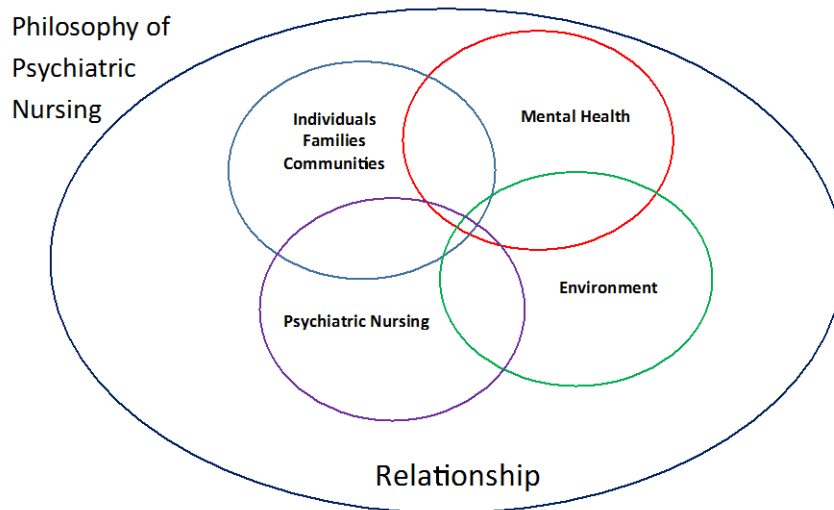 Philosophy of
Psychiatric
Nursing
Individuals
Families
Communities
Mental Health
Environment
Psychiatric Nursing
Relationship